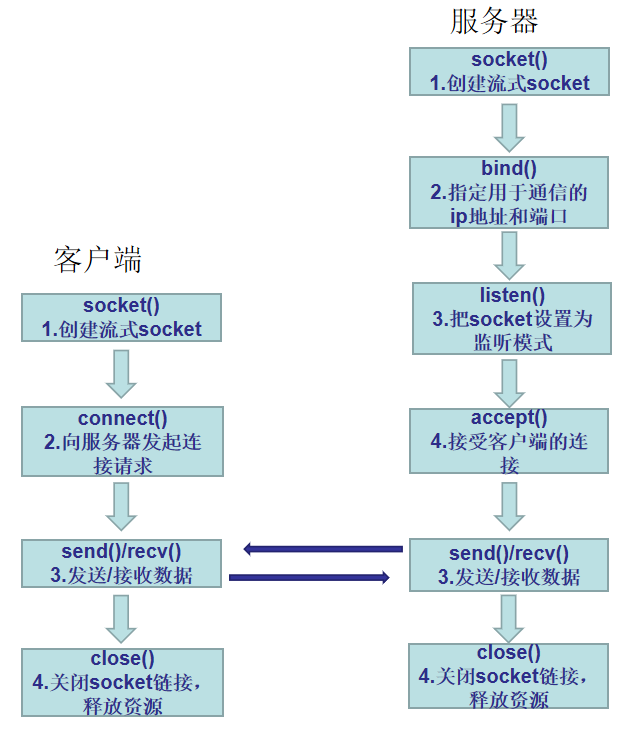 服务器
socket()
1.创建流式socket
bind()
2.指定用于通信的
ip地址和端口
listen()
3.把socket设置为
监听模式
accept()
4.接受客户端的连
接
send()/recv()
3.发送/接收数据
close()
4.关闭socket链接，
释放资源
客户端
socket()
1.创建流式socket
connect()
2.向服务器发起连
接请求
send()/recv()
3.发送/接收数据
close()
4.关闭socket链接，
释放资源